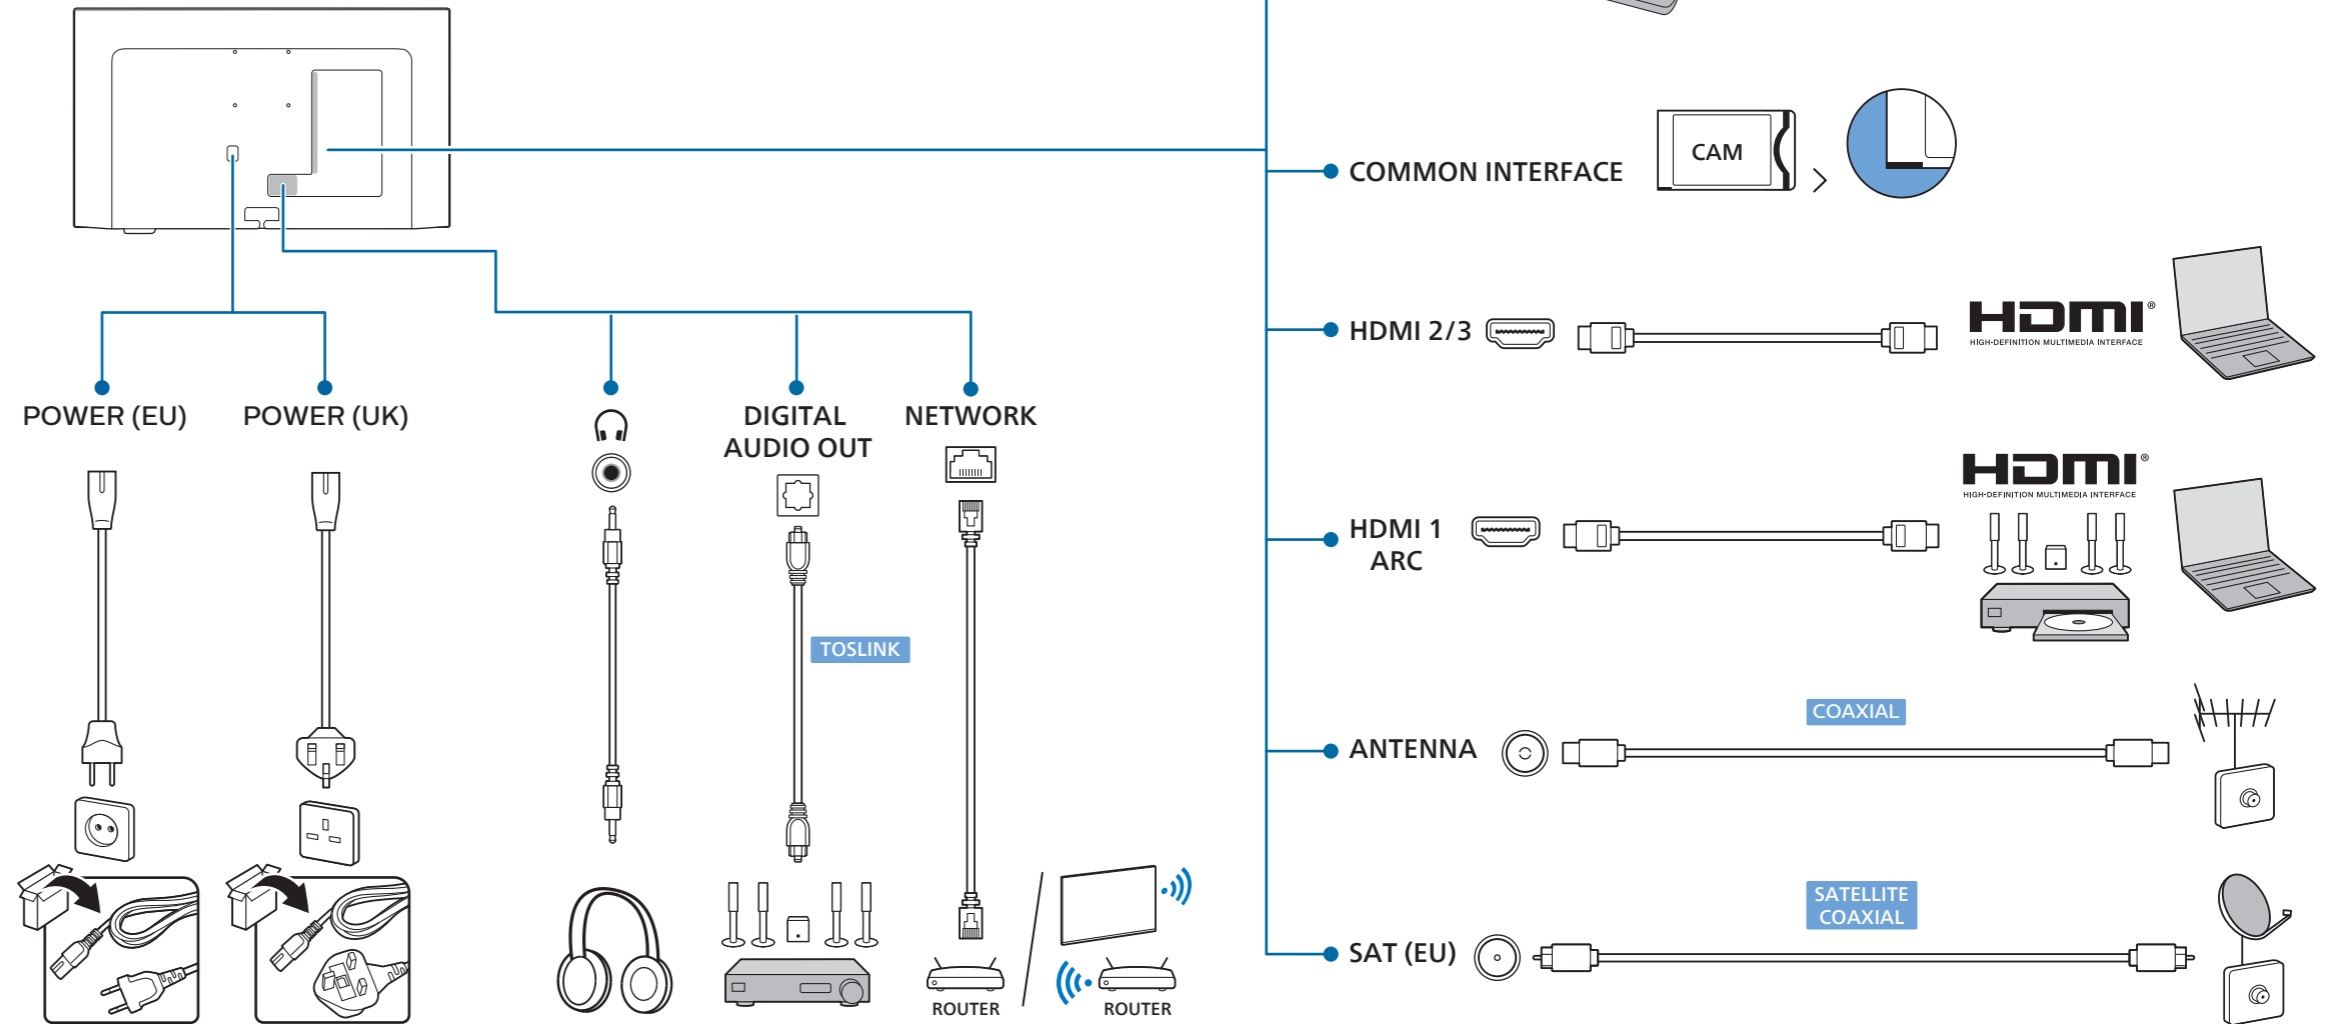 COMMON INTERFACE
CAM
HDMI 2/3
HDMI®
HIGH-DEFINITION MULTIMEDIA INTERFACE
POWER (EU)
POWER (UK)
DIGITAL
AUDIO OUT
NETWORK
TOSLINK
ROUTER
ROUTER
HDMI 1
ARC
HDMI®
HIGH-DEFINITION MULTIMEDIA INTERFACE
ANTENNA
COAXIAL
SAT (EU)
SATELLITE
COAXIAL